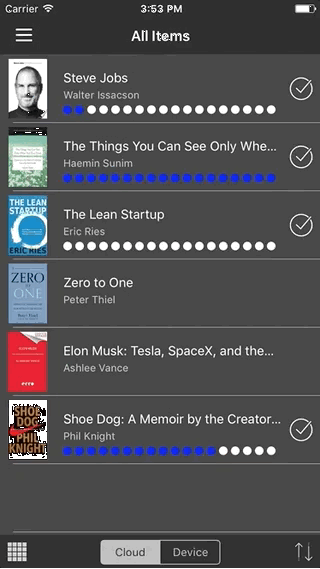 Carrier 3:53 PM
All Items
Steve Jobs
Walter Issacson
The Things You Can See Only Whe...
Haemin Sunim
THE LEAN
STARTUP
ERIC RIES
The Lean Startup
Eric Ries
ZERO
TO
ONE
Zero to One
Peter Thiel
Elon Musk: Tesla, SpaceX, and the...
Ashlee Vance
SHOE
DOG
PHIL
KNIGHT
Shoe Dog: A Memoir by the Creator...
Phil Knight
Cloud Device